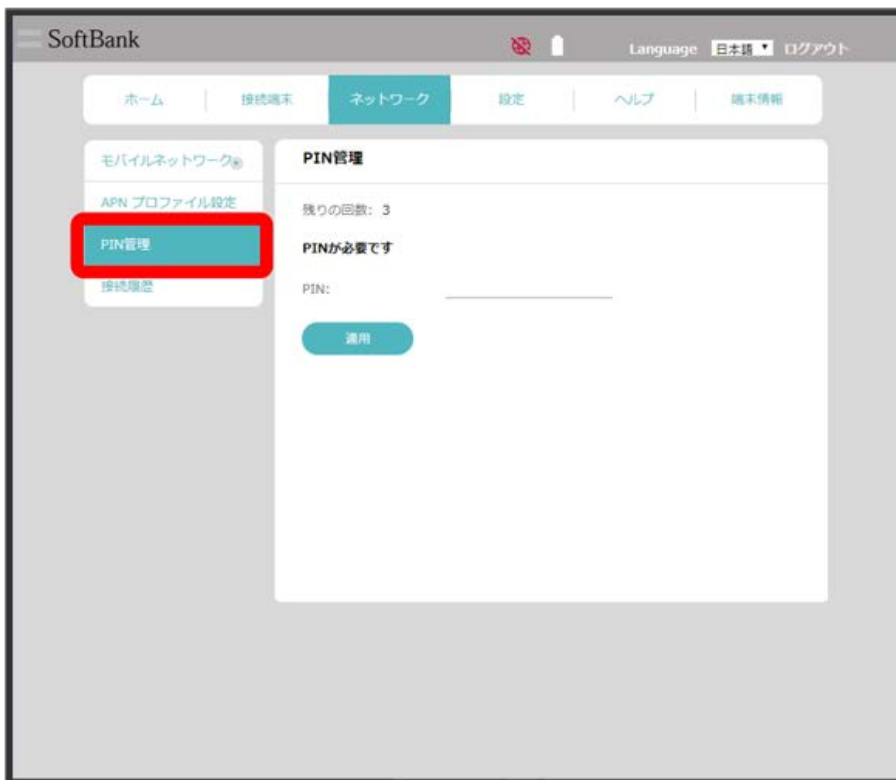 SoftBank
Language 日本語 ログアウト
ホーム 接続端末 ネットワーク 設定 ヘルプ 端末情報
モバイルネットワーク
APN プロファイル設定
PIN管理
接続履歴
PIN管理
残りの回数: 3
PINが必要です
PIN:
適用